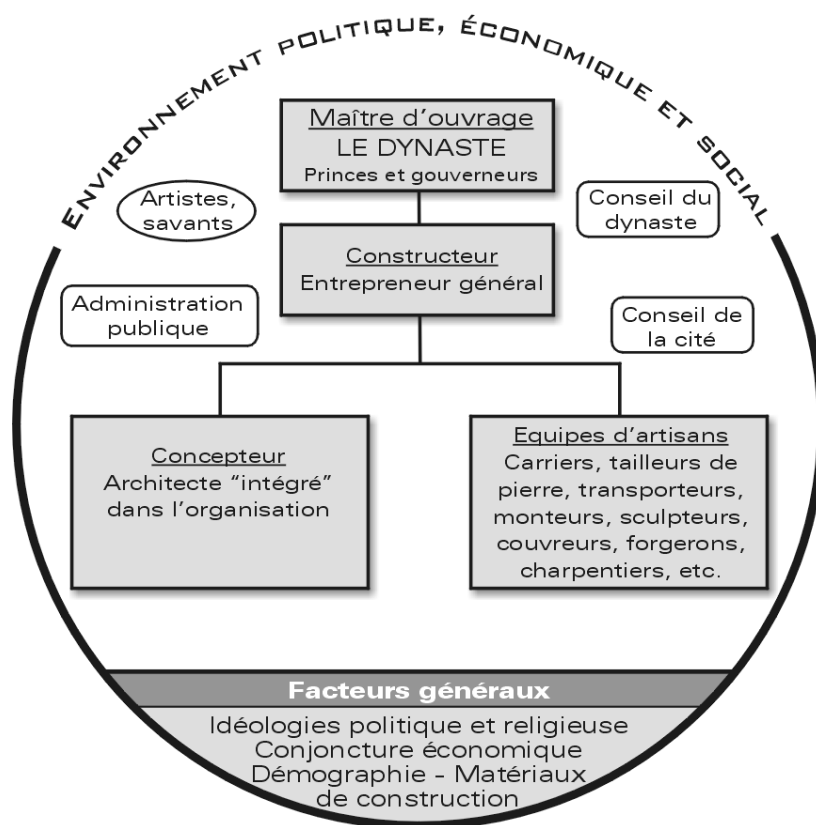 ENVIRONNEMENT POLITIQUE, ÉCONOMIQUE ET SOCIAL
Maître d'ouvrage
LE DYNASTE
Princes et gouverneurs
Artistes,
savants
Conseil du
dynaste
Constructeur
Entrepreneur général
Administration
publique
Conseil de
la cité
Concepteur
Architecte "intégré"
dans l'organisation
Equipes d'artisans
Carriers, tailleurs de
pierre, transporteurs,
monteurs, sculpteurs,
couvreurs, forgerons,
charpentiers, etc.
Facteurs généraux
Idéologies politique et religieuse
Conjoncture économique
Démographie - Matériaux
de construction